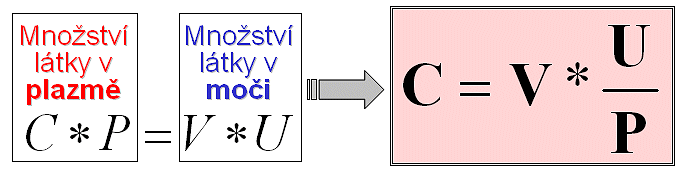 Množství
látky v
plazmě
Množství
látky v
moči
C * P = V * U
C = V * U / P